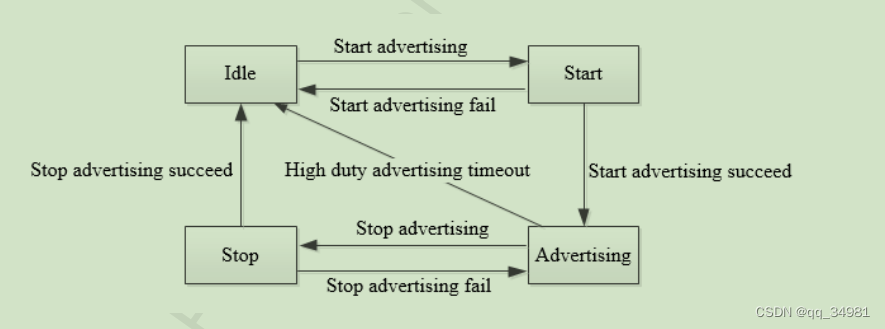 Start advertising
Idle
Start
Start advertising fail
Stop advertising succeed
High duty advertising timeout
Start advertising succeed
Stop advertising
Stop
Advertising
Stop advertising fail
CSDN @qq_34981